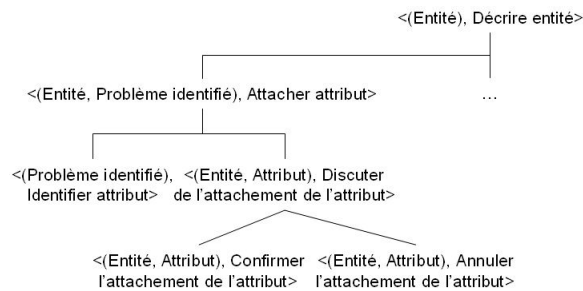 <(Entité), Décrire entité>
<(Entité, Problème identifié), Attacher attribut>
...
<(Problème identifié),
Identifier attribut>
<(Entité, Attribut), Discuter
de l'attachement de l'attribut>
<(Entité, Attribut), Confirmer
l'attachement de l'attribut>
<(Entité, Attribut), Annuler
l'attachement de l'attribut>